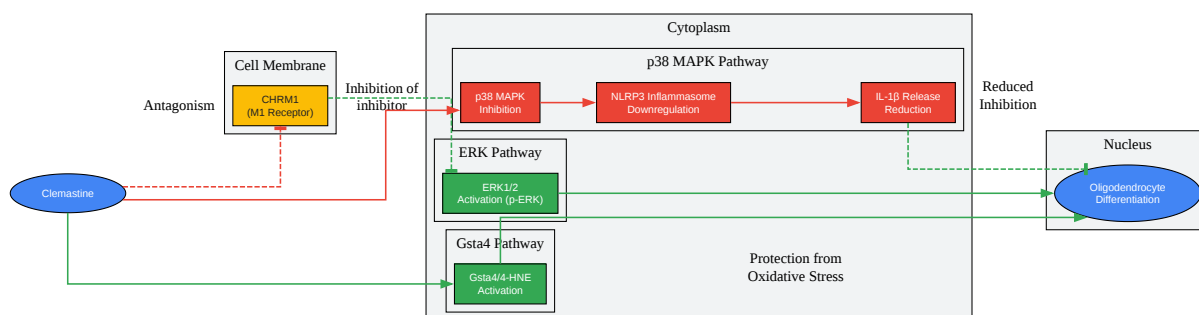 Cytoplasm
Cell Membrane
p38 MAPK Pathway
CHRM1
(M1 Receptor)
Antagonism
Inhibition of
inhibitor
p38 MAPK
Inhibition
NLRP3 Inflammasome
Downregulation
IL-1β Release
Reduction
Reduced
Inhibition
ERK Pathway
Nucleus
Clemastine
ERK1/2
Activation (p-ERK)
Oligodendrocyte
Differentiation
Gsta4 Pathway
Gsta4/4-HNE
Activation
Protection from
Oxidative Stress